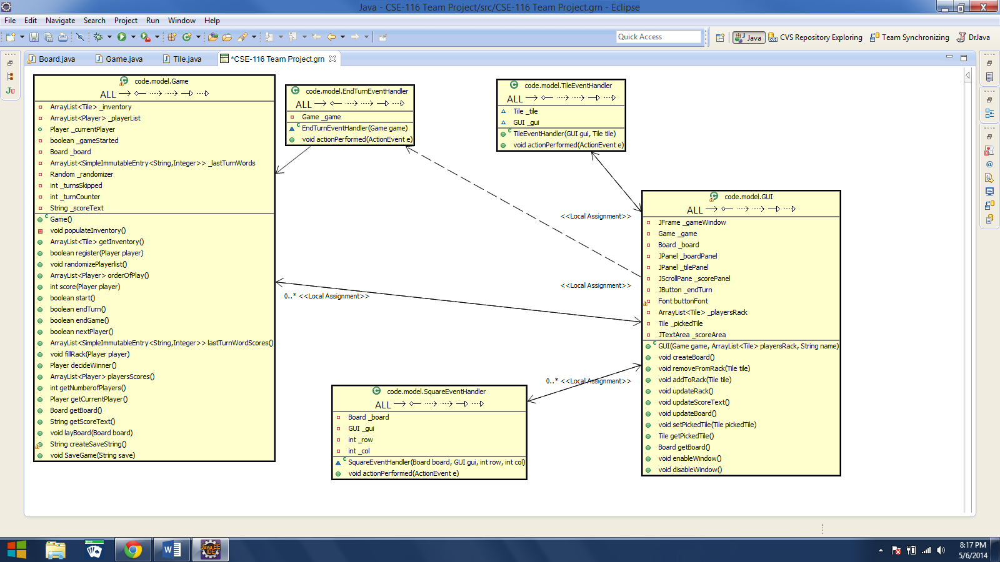 Java - CSE-116 Team Project/src/CSE-116 Team Project.grn - Eclipse
File Edit Navigate Search Project Run Window Help
Quick Access
Java
CVS Repository Exploring
Team Synchronizing
DrJava
Board.java
Game.java
Tile.java
*CSE-116 Team Project.grn
code.model.Game
ALL
ArrayList<Tile> _inventory
ArrayList<Player> _playerList
Player _currentPlayer
boolean _gameStarted
Board _board
ArrayList<SimpleImmutableEntry<String,Integer>> _lastTurnWords
Random _randomizer
int _turnsSkipped
int _turnCounter
String _scoreText
Game()
void populateInventory()
ArrayList<Tile> getInventory()
boolean register(Player player)
void randomizePlayerlist()
ArrayList<Player> orderOfPlay()
int score(Player player)
boolean start()
boolean endTurn()
boolean endGame()
boolean nextPlayer()
ArrayList<SimpleImmutableEntry<String,Integer>> lastTurnWordScores()
void fillRack(Player player)
Player decideWinner()
ArrayList<Player> playersScores()
int getNumberofPlayers()
Player getCurrentPlayer()
Board getBoard()
String getScoreText()
void layBoard(Board board)
String createSaveString()
void SaveGame(String save)
code.model.EndTurnEventHandler
ALL
Game _game
EndTurnEventHandler(Game game)
void actionPerformed(ActionEvent e)
code.model.TileEventHandler
ALL
Tile _tile
GUI _gui
TileEventHandler(GUI gui, Tile tile)
void actionPerformed(ActionEvent e)
<<Local Assignment>>
<<Local Assignment>>
0..* <<Local Assignment>>
0..* <<Local Assignment>>
code.model.SquareEventHandler
ALL
Board _board
GUI _gui
int _row
int _col
SquareEventHandler(Board board, GUI gui, int row, int col)
void actionPerformed(ActionEvent e)
code.model.GUI
ALL
JFrame _gameWindow
Game _game
Board _board
JPanel _boardPanel
JPanel _tilePanel
JScrollPane _scorePanel
JButton _endTurn
Font buttonFont
ArrayList<Tile> _playersRack
Tile _pickedTile
JTextArea _scoreArea
GUI(Game game, ArrayList<Tile> playersRack, String name)
void createBoard()
void removeFromRack(Tile tile)
void addToRack(Tile tile)
void updateRack()
void updateScoreText()
void updateBoard()
void setPickedTile(Tile pickedTile)
Tile getPickedTile()
Board getBoard()
void enableWindow()
void disableWindow()
Java EE
IDE
8:17 PM
5/6/2014